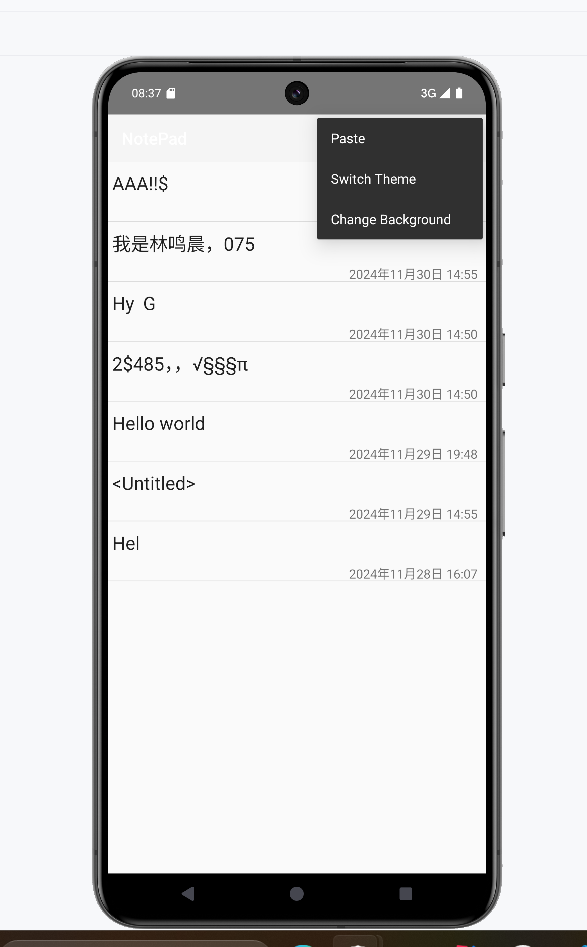 08:37
3G
NotePad
Paste
Switch Theme
Change Background
AAA!!$
我是林鸣晨，075
2024年11月30日 14:55
Hy  G
2024年11月30日 14:50
2$485，，√§§§π
2024年11月30日 14:50
Hello world
2024年11月29日 19:48
<Untitled>
2024年11月29日 14:55
Hel
2024年11月28日 16:07